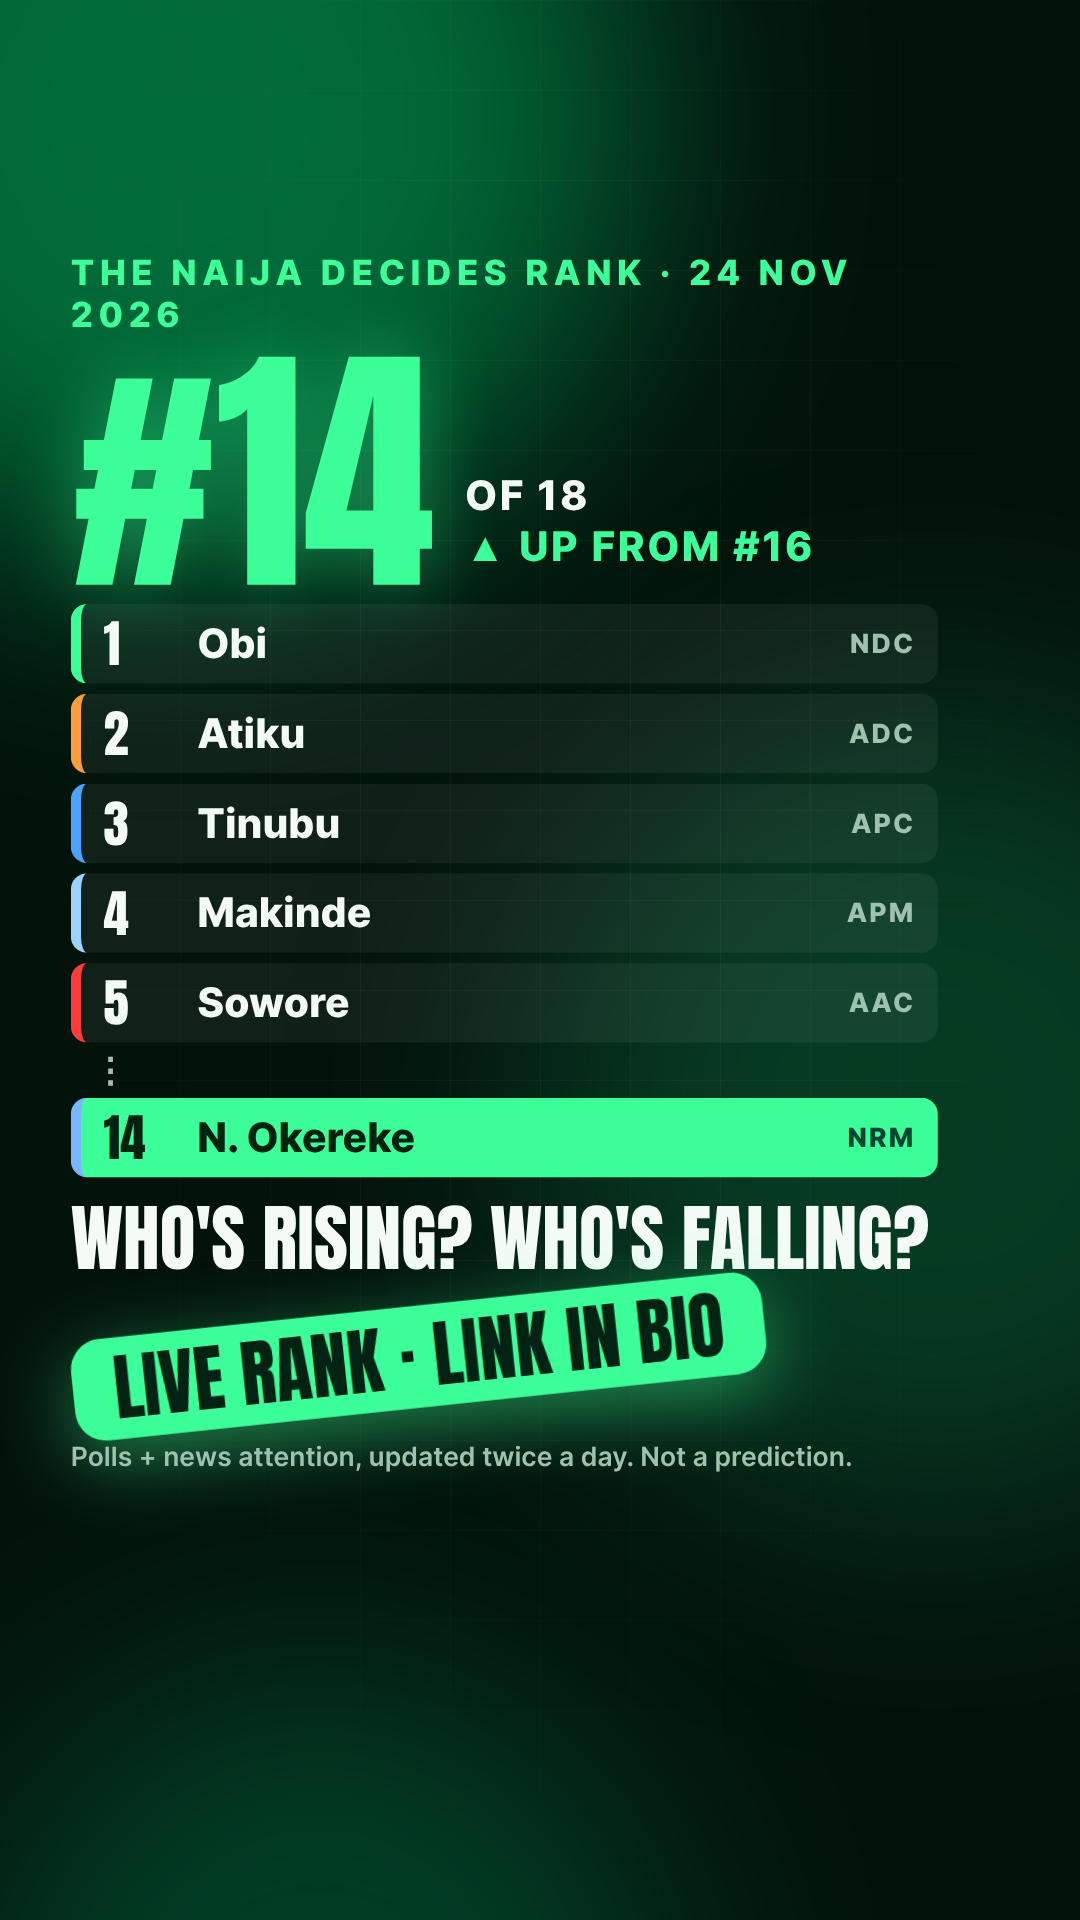 THE NAIJA DECIDES RANK · 24 NOV
2026
#14
OF 18
▲ UP FROM #16
1 Obi NDC
2 Atiku ADC
3 Tinubu APC
4 Makinde APM
5 Sowore AAC
⋮
14 N. Okereke NRM
WHO'S RISING? WHO'S FALLING?
LIVE RANK · LINK IN BIO
Polls + news attention, updated twice a day. Not a prediction.